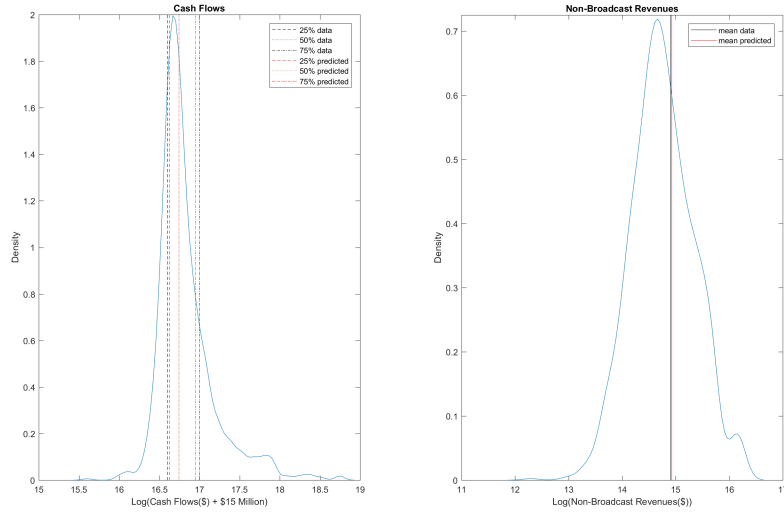 Cash Flows
25% data
50% data
75% data
25% predicted
50% predicted
75% predicted
2
1.8
1.6
1.4
1.2
1
0.8
0.6
0.4
0.2
0
Density
15
15.5
16
16.5
17
17.5
18
18.5
19
Log(Cash Flows($) + $15 Million)
Non-Broadcast Revenues
mean data
mean predicted
0.7
0.6
0.5
0.4
0.3
0.2
0.1
0
Density
11
12
13
14
15
16
17
Log(Non-Broadcast Revenues($))